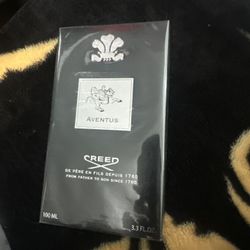 AVENTUS
CREED
DE PÈRE EN FILS DEPUIS 1760
FROM FATHER TO SON SINCE 1760
100 ML
3.3 FL.OZ